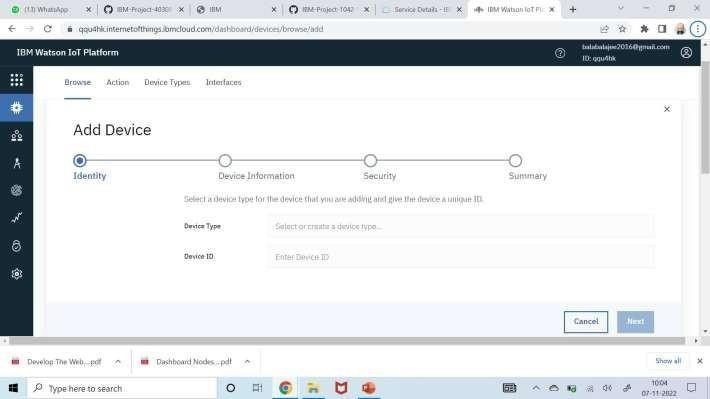 (13) WhatsApp
IBM-Project-40308
IBM
IBM-Project-1042
Service Details - IB
IBM Watson IoT Pl
qqu4hk.internetofthings.ibmcloud.com/dashboard/devices/browse/add
IBM Watson IoT Platform
balabalajee2016@gmail.com
ID: qqu4hk
Browse Action Device Types Interfaces
Add Device
Identity Device Information Security Summary
Select a device type for the device that you are adding and give the device a unique ID.
Device Type Select or create a device type...
Device ID Enter Device ID
Cancel Next
Develop The Web....pdf Dashboard Nodes...pdf Show all
Type here to search
10:04
07-11-2022